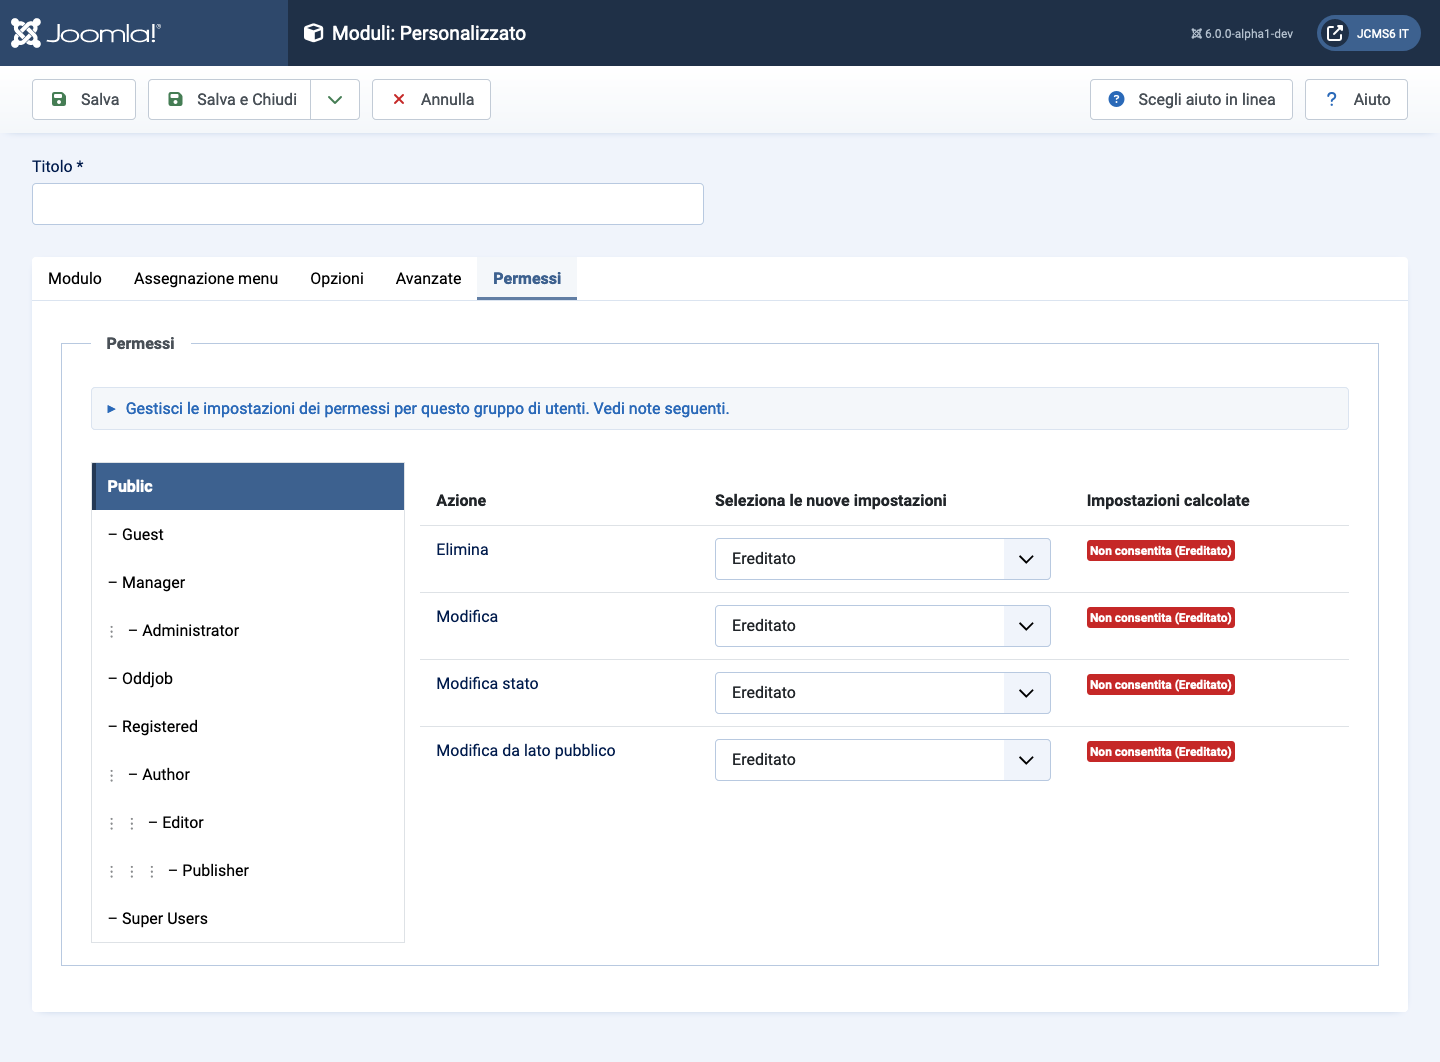 Joomla!®
Moduli: Personalizzato
6.0.0-alpha1-dev
JCMS6 IT
Salva
Salva e Chiudi
Annulla
Scegli aiuto in linea
? Aiuto
Titolo *
Modulo Assegnazione menu Opzioni Avanzate Permessi
Permessi
Gestisci le impostazioni dei permessi per questo gruppo di utenti. Vedi note seguenti.
Public
– Guest
– Manager
⋮ – Administrator
– Oddjob
– Registered
⋮ – Author
⋮ ⋮ – Editor
⋮ ⋮ ⋮ – Publisher
– Super Users
Azione Seleziona le nuove impostazioni Impostazioni calcolate
Elimina Ereditato Non consentita (Ereditato)
Modifica Ereditato Non consentita (Ereditato)
Modifica stato Ereditato Non consentita (Ereditato)
Modifica da lato pubblico Ereditato Non consentita (Ereditato)